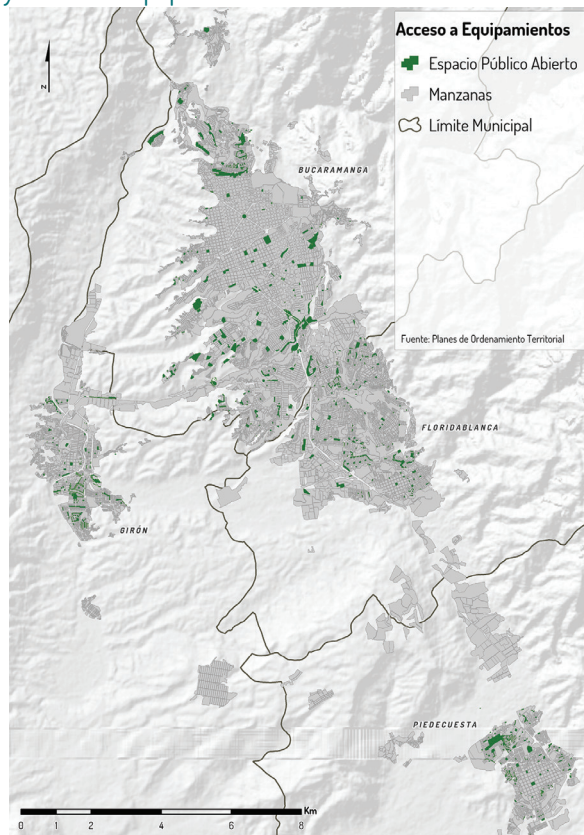 Acceso a Equipamientos
Espacio Público Abierto
Manzanas
Límite Municipal
Fuente: Planes de Ordenamiento Territorial
N
BUCARAMANGA
FLORIDABLANCA
GIRÓN
PIEDECUESTA
Km
0 1 2 4 6 8